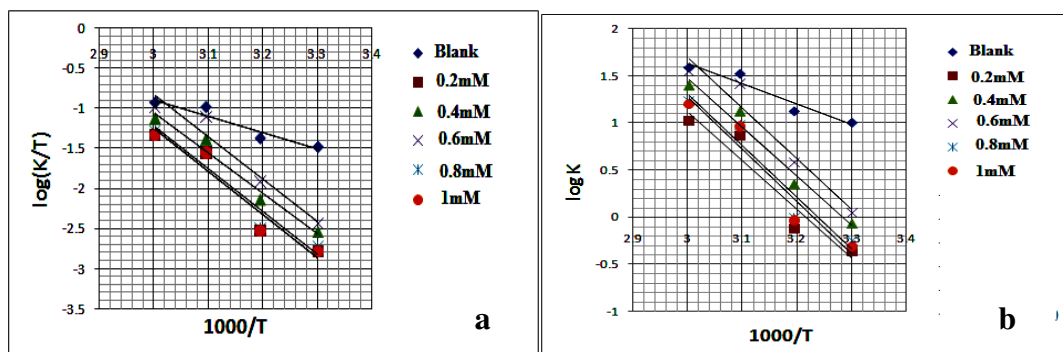 0
2.9 3 3.1 3.2 3.3 3.4
-0.5
-1
-1.5
-2
-2.5
-3
-3.5
log(K/T)
1000/T
Blank
0.2mM
0.4mM
0.6mM
0.8mM
1mM
a
2
1.5
1
0.5
0
2.9 3 3.1 3.2 3.3 3.4
-0.5
-1
log K
1000/T
Blank
0.2mM
0.4mM
0.6mM
0.8mM
1mM
b